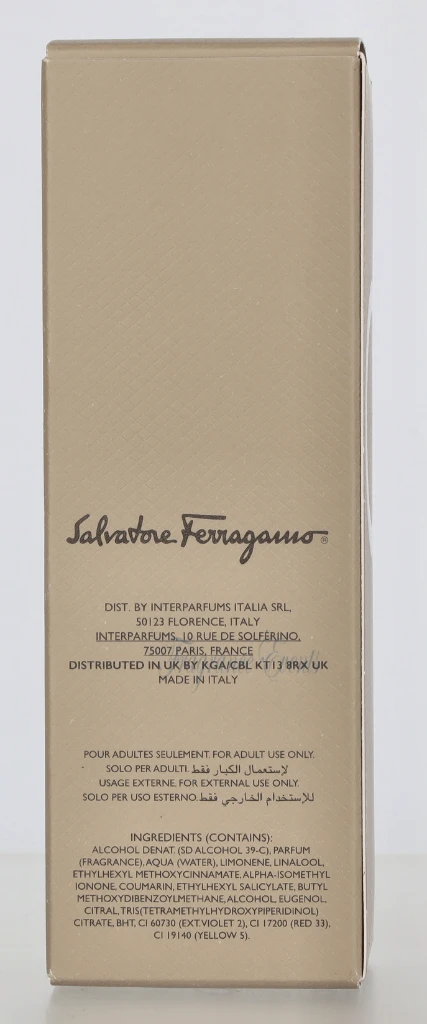 Salvatore Ferragamo®
DIST. BY INTERPARFUMS ITALIA SRL,
50123 FLORENCE, ITALY
INTERPARFUMS, 10 RUE DE SOLFÉRINO,
75007 PARIS, FRANCE
DISTRIBUTED IN UK BY KGA/CBL KT13 8RX UK
MADE IN ITALY
POUR ADULTES SEULEMENT. FOR ADULT USE ONLY.
SOLO PER ADULTI. لإستعمال الكبار فقط
USAGE EXTERNE. FOR EXTERNAL USE ONLY.
SOLO PER USO ESTERNO. للإستخدام الخارجي فقط
INGREDIENTS (CONTAINS):
ALCOHOL DENAT. (SD ALCOHOL 39-C), PARFUM
(FRAGRANCE), AQUA (WATER), LIMONENE, LINALOOL,
ETHYLHEXYL METHOXYCINNAMATE, ALPHA-ISOMETHYL
IONONE, COUMARIN, ETHYLHEXYL SALICYLATE, BUTYL
METHOXYDIBENZOYLMETHANE, ALCOHOL, EUGENOL,
CITRAL, TRIS(TETRAMETHYLHYDROXYPIPERIDINOL)
CITRATE, BHT, CI 60730 (EXT.VIOLET 2), CI 17200 (RED 33),
CI 19140 (YELLOW 5).